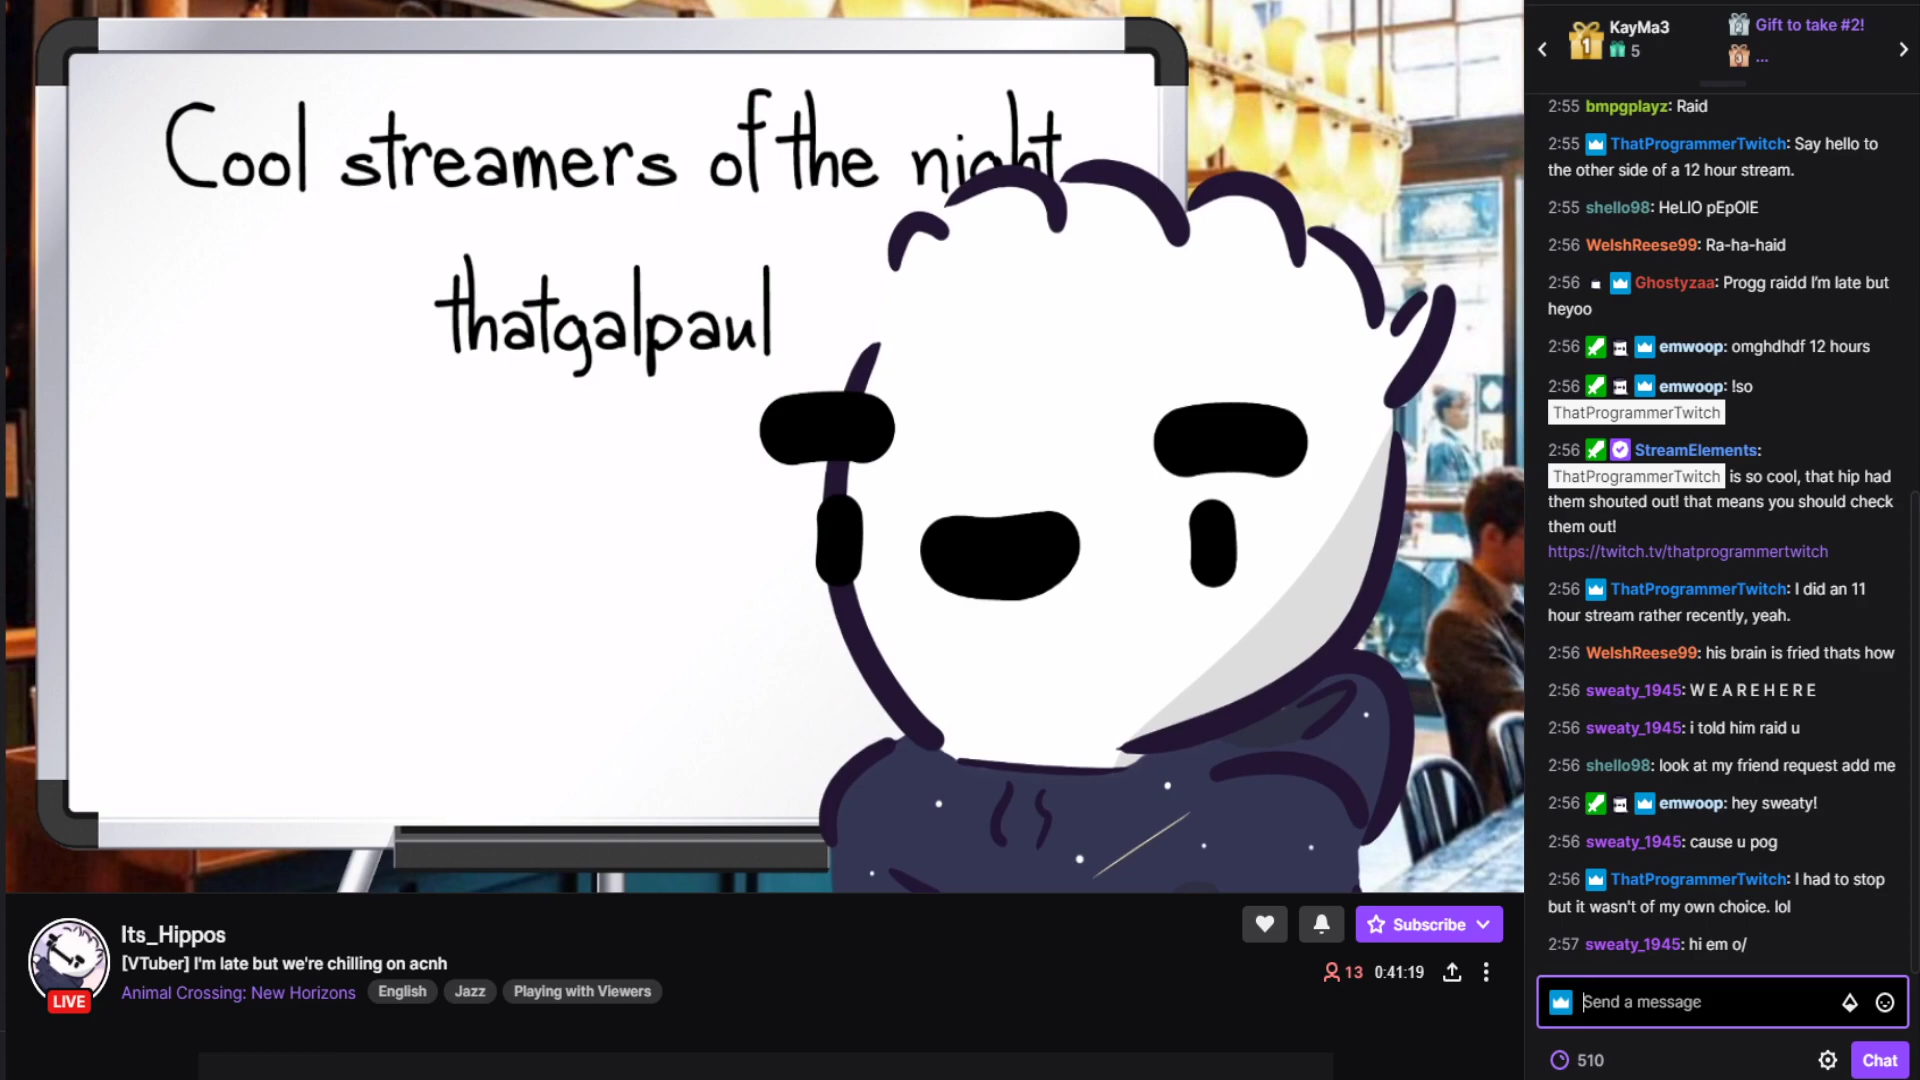 Cool streamers of the night
thatgalpaul
Its_Hippos
[VTuber] I'm late but we're chilling on acnh
Animal Crossing: New Horizons English Jazz Playing with Viewers
LIVE
Subscribe
13 0:41:19
1 KayMa3
5
2 Gift to take #2!
3 ...
2:55 bmpgplayz: Raid
2:55 ThatProgrammerTwitch: Say hello to
the other side of a 12 hour stream.
2:55 shello98: HeLlO pEpOlE
2:56 WelshReese99: Ra-ha-haid
2:56 Ghostyzaa: Progg raidd I'm late but
heyoo
2:56 emwoop: omghdhdf 12 hours
2:56 emwoop: !so
ThatProgrammerTwitch
2:56 StreamElements:
ThatProgrammerTwitch is so cool, that hip had
them shouted out! that means you should check
them out!
https://twitch.tv/thatprogrammertwitch
2:56 ThatProgrammerTwitch: I did an 11
hour stream rather recently, yeah.
2:56 WelshReese99: his brain is fried thats how
2:56 sweaty_1945: W E A R E H E R E
2:56 sweaty_1945: i told him raid u
2:56 shello98: look at my friend request add me
2:56 emwoop: hey sweaty!
2:56 sweaty_1945: cause u pog
2:56 ThatProgrammerTwitch: I had to stop
but it wasn't of my own choice. lol
2:57 sweaty_1945: hi em o/
Send a message
510 Chat